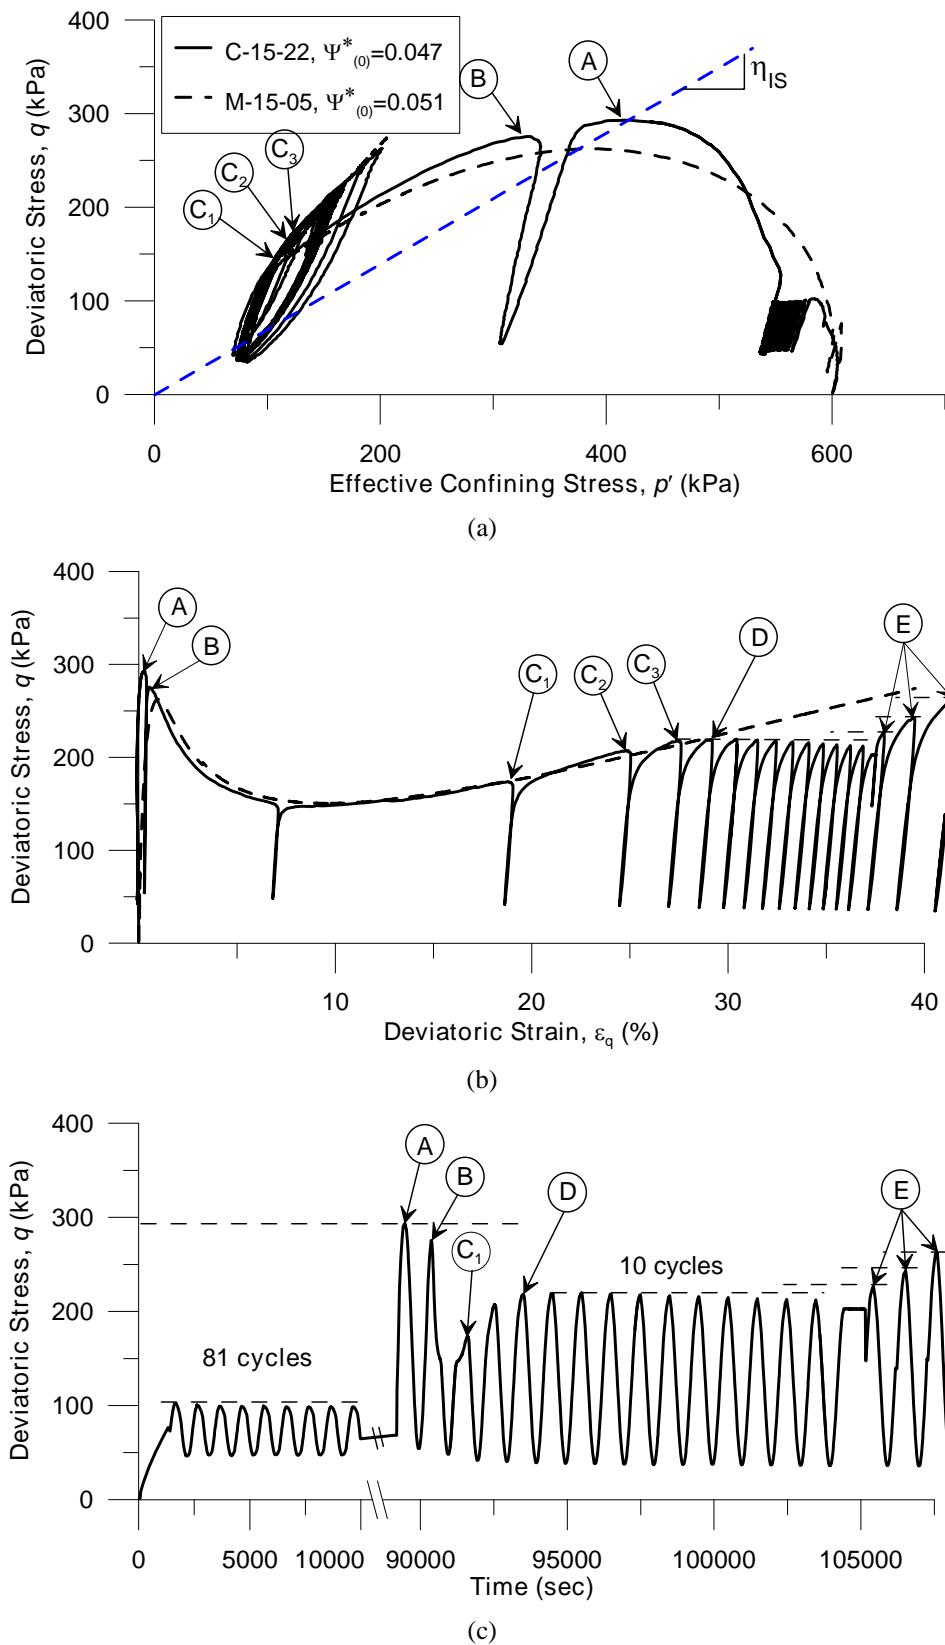 400
300
200
100
0
Deviatoric Stress, q (kPa)
C-15-22, Ψ*(0)=0.047
M-15-05, Ψ*(0)=0.051
A
B
C1
C2
C3
ηIS
0
200
400
600
Effective Confining Stress, p′ (kPa)
(a)
400
300
200
100
0
Deviatoric Stress, q (kPa)
A
B
C1
C2
C3
D
E
10
20
30
40
Deviatoric Strain, εq (%)
(b)
400
300
200
100
0
Deviatoric Stress, q (kPa)
A
B
C1
D
E
81 cycles
10 cycles
0
5000
10000
90000
95000
100000
105000
Time (sec)
(c)